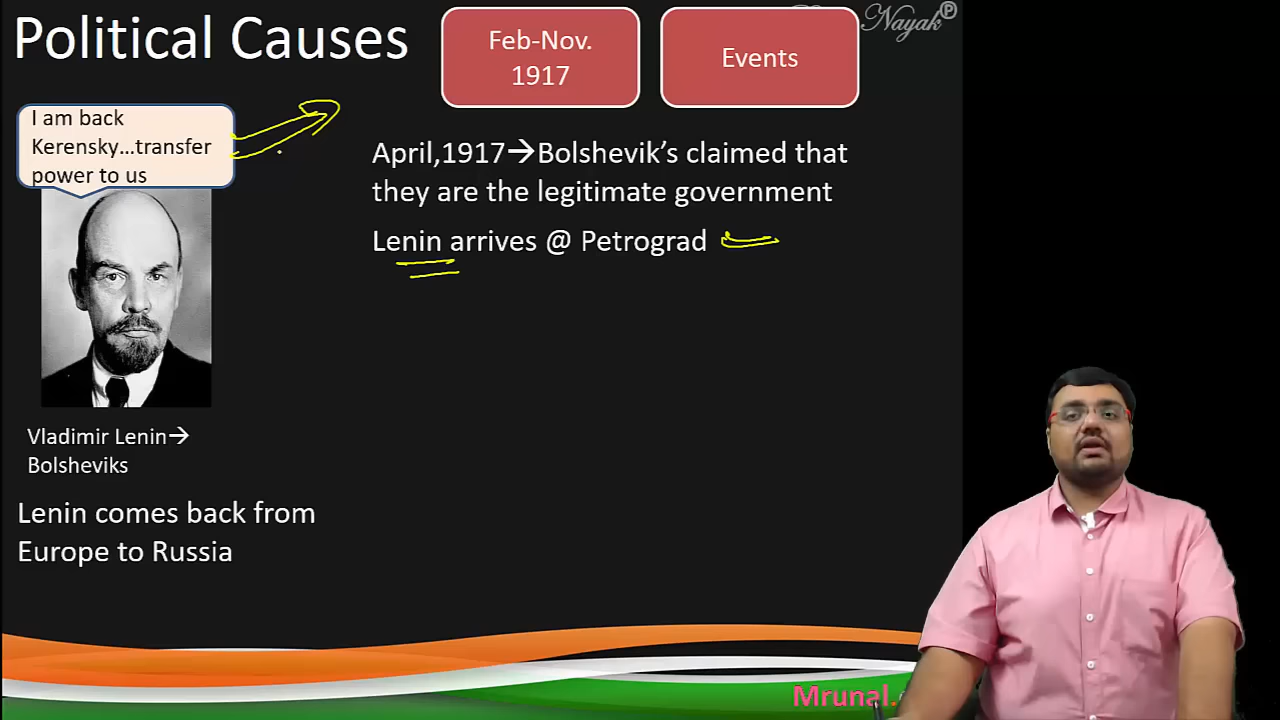 Political Causes
Feb-Nov.
1917
Events
Nayak
I am back
Kerensky...transfer
power to us
April,1917→Bolshevik's claimed that
they are the legitimate government
Lenin arrives @ Petrograd
Vladimir Lenin→
Bolsheviks
Lenin comes back from
Europe to Russia
Mrunal.